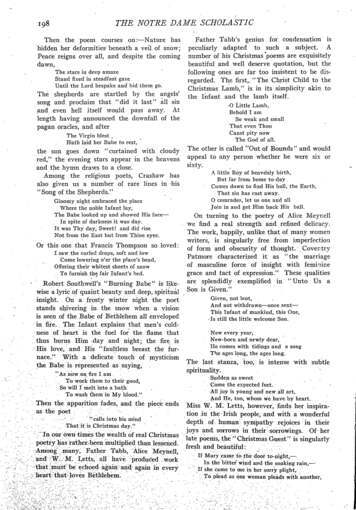 198
THE NOTRE DAME SCHOLASTIC
Then the poem courses on:—Nature has
hidden her deformities beneath a veil of snow;
Peace reigns over all, and despite the coming
dawn,
The stars in deep amaze
Stand fixed in steadfast gaze
Until the Lord bespake and bid them go.
The shepherds are startled by the angels'
song and proclaim that "did it last" all sin
and even hell itself would pass away. At
length having announced the downfall of the
pagan oracles, and after
The Virgin blest
Hath laid her Babe to rest,
the sun goes down "curtained with cloudy
red," the evening stars appear in the heavens
and the hymn draws to a close.
Among the religious poets, Crashaw has
also given us a number of rare lines in his
"Song of the Shepherds."
Gloomy night embraced the place
Where the noble Infant lay,
The Babe looked up and showed His face—
In spite of darkness it was day.
It was Thy day, Sweet! and did rise
Not from the East but from Thine eyes.
Or this one that Francis Thompson so loved:
I saw the curled drops, soft and slow
Come hovering o'er the place's head,
Offering their whitest sheets of snow
To furnish the fair Infant's bed.
Robert Southwell's "Burning Babe" is like-
wise a lyric of quaint beauty and deep, spiritual
insight. On a frosty winter night the poet
stands shivering in the snow when a vision
is seen of the Babe of Bethlehem all enveloped
in fire. The Infant explains that men's cold-
ness of heart is the fuel for the flame that
thus burns Him day and night; the fire is
His love, and His "faultless breast the fur-
nace." With a delicate touch of mysticism
the Babe is represented as saying,
"As now on fire I am
To work them to their good,
So will I melt into a bath
To wash them in My blood."
Then the apparition fades, and the piece ends
as the poet
"calls into his mind
That it is Christmas day."
In our own times the wealth of real Christmas
poetry has rather been multiplied than lessened.
Among many, Father Tabb, Alice Meynell,
and W. M. Letts, all have produced work
that must be echoed again and again in every
heart that loves Bethlehem.
Father Tabb's genius for condensation is
peculiarly adapted to such a subject. A
number of his Christmas poems are exquisitely
beautiful and well deserve quotation, but the
following ones are far too insistent to be dis-
regarded. The first, "The Christ Child to the
Christmas Lamb," is in its simplicity akin to
the Infant and the lamb itself.
O Little Lamb,
Behold I am
So weak and small
That even Thou
Canst pity now
The God of all.
The other is called "Out of Bounds" and would
appeal to any person whether he were six or
sixty.
A little Boy of heavenly birth,
But far from home to-day
Comes down to find His ball, the Earth,
That sin has cast away.
O comrades, let us one and all
Join in and get Him back His ball.
On turning to the poetry of Alice Meynell
we find a real strength and refined delicacy.
The work, happily, unlike that of many women
writers, is singularly free from imperfection
of form and obscurity of thought. Coventry
Patmore characterized it as "the marriage
of masculine force of insight with feminine
grace and tact of expression." These qualities
are splendidly exemplified in "Unto Us a
Son is Given."
Given, not lent,
And not withdrawn—once sent—
This Infant of mankind, this One,
Is still the little welcome Son.
New every year,
New-born and newly dear,
He comes with tidings and a song
The ages long, the ages long.
The last stanza, too, is intense with subtle
spirituality.
Sudden as sweet
Come the expected feet.
All joy is young and new all art,
And He, too, whom we have by heart.
Miss W. M. Letts, however, finds her inspira-
tion in the Irish people, and with a wonderful
depth of human sympathy rejoices in their
joys and sorrows in their sorrowings. Of her
late poems, the "Christmas Guest" is singularly
fresh and beautiful:
If Mary came to the door to-night,—
In the bitter wind and the soaking rain,—
If she came to me in her sorry plight,
To plead as one woman pleads with another,